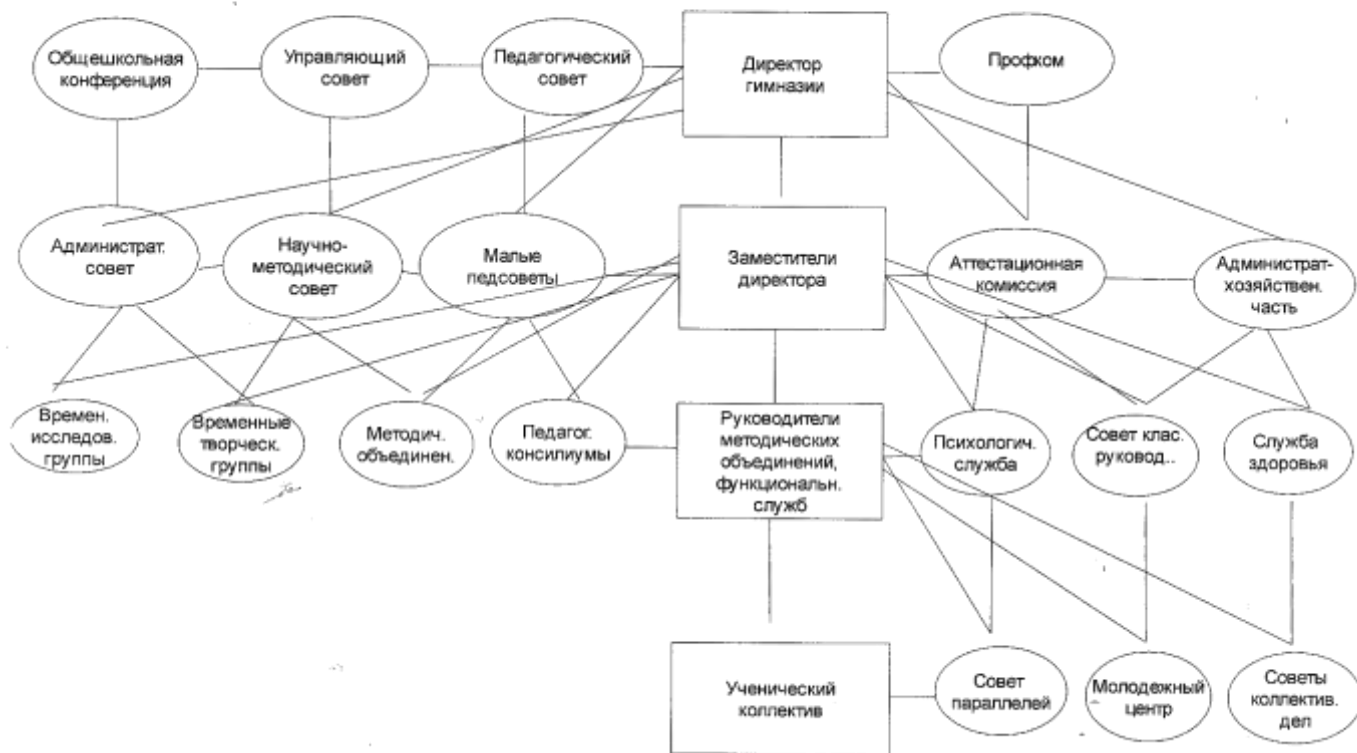 Общешкольная
конференция
Управляющий
совет
Педагогический
совет
Директор
гимназии
Профком
Администрат.
совет
Научно-
методический
совет
Малые
педсоветы
Заместители
директора
Аттестационная
комиссия
Администрат-
хозяйствен.
часть
Времен.
исследов.
группы
Временные
творческ.
группы
Методич.
объединен.
Педагог.
консилиумы
Руководители
методических
объединений,
функциональн.
служб
Психологич.
служба
Совет клас.
руковод..
Служба
здоровья
Ученический
коллектив
Совет
параллелей
Молодежный
центр
Советы
коллектив.
дел